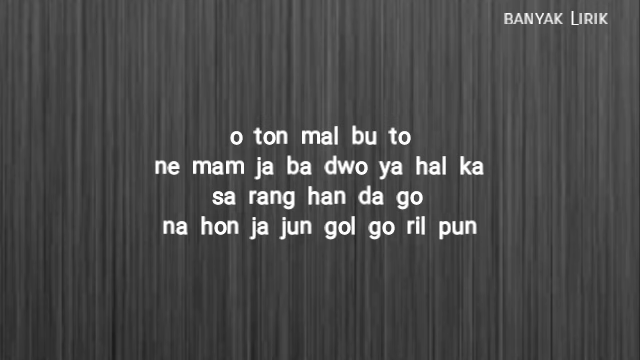 BANYAK LIRIK
o ton mal bu to
ne mam ja ba dwo ya hal ka
sa rang han da go
na hon ja jun gol go ril pun